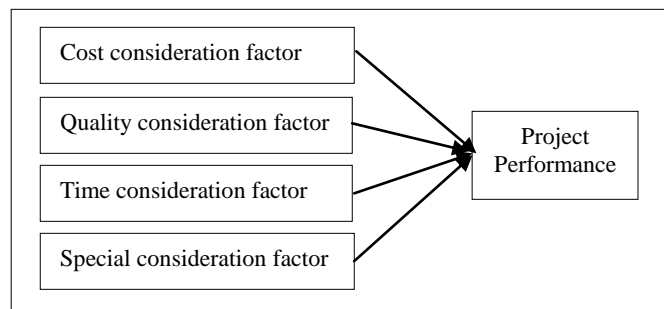 Cost consideration factor
Quality consideration factor
Time consideration factor
Special consideration factor
Project
Performance